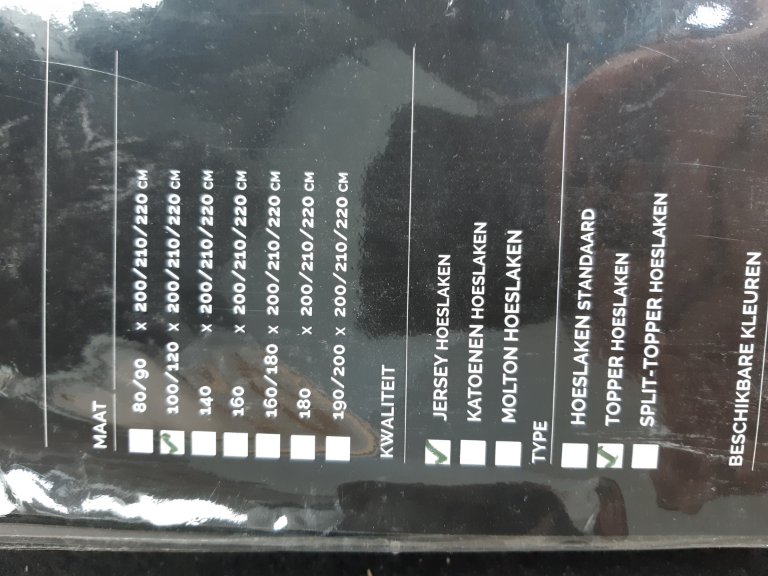 MAAT
80/90 x 200/210/220 CM
100/120 x 200/210/220 CM
140 x 200/210/220 CM
160 x 200/210/220 CM
160/180 x 200/210/220 CM
180 x 200/210/220 CM
190/200 x 200/210/220 CM
KWALITEIT
JERSEY HOESLAKEN
KATOENEN HOESLAKEN
MOLTON HOESLAKEN
TYPE
HOESLAKEN STANDAARD
TOPPER HOESLAKEN
SPLIT-TOPPER HOESLAKEN
BESCHIKBARE KLEUREN